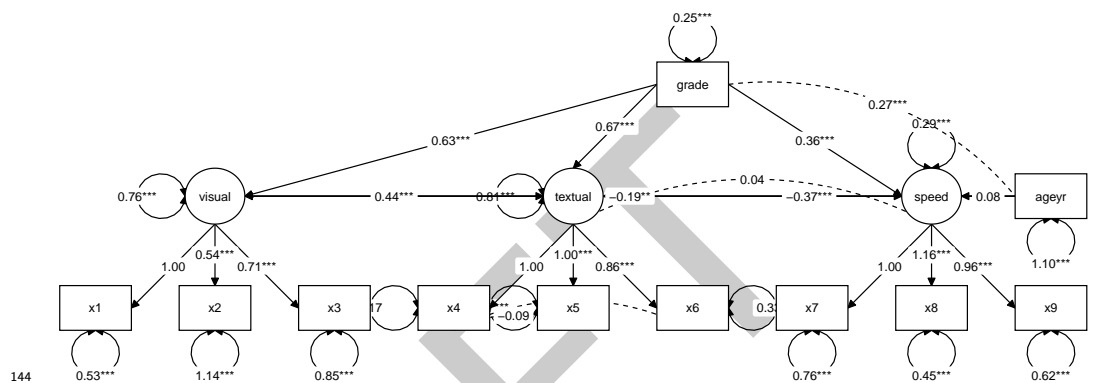 0.25***
grade
0.27***
0.67***
0.29***
0.63*** 0.36***
0.04
0.76*** visual 0.44*** 0.81*** textual −0.19** −0.37*** speed 0.08 ageyr
1.00 0.54*** 0.71*** 1.00 1.00*** 0.86*** 1.00 1.16*** 0.96*** 1.10***
x1 x2 x3 17 x4 *** x5 x6 0.33 x7 x8 x9
−0.09
144 0.53*** 1.14*** 0.85*** 0.76*** 0.45*** 0.62***